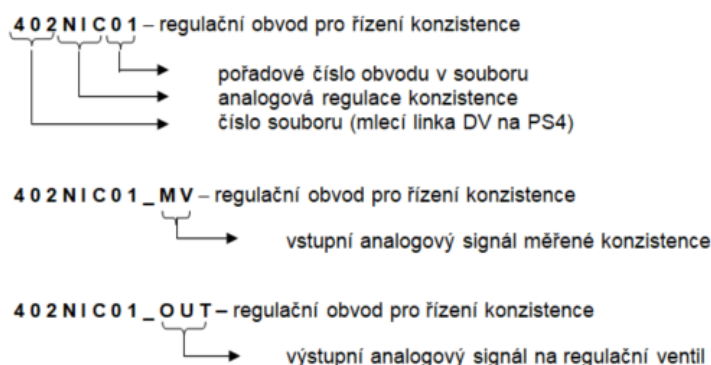 402NIC01 – regulační obvod pro řízení konzistence
pořadové číslo obvodu v souboru
analogová regulace konzistence
číslo souboru (mlecí linka DV na PS4)
402NIC01_MV – regulační obvod pro řízení konzistence
vstupní analogový signál měřené konzistence
402NIC01_OUT – regulační obvod pro řízení konzistence
výstupní analogový signál na regulační ventil